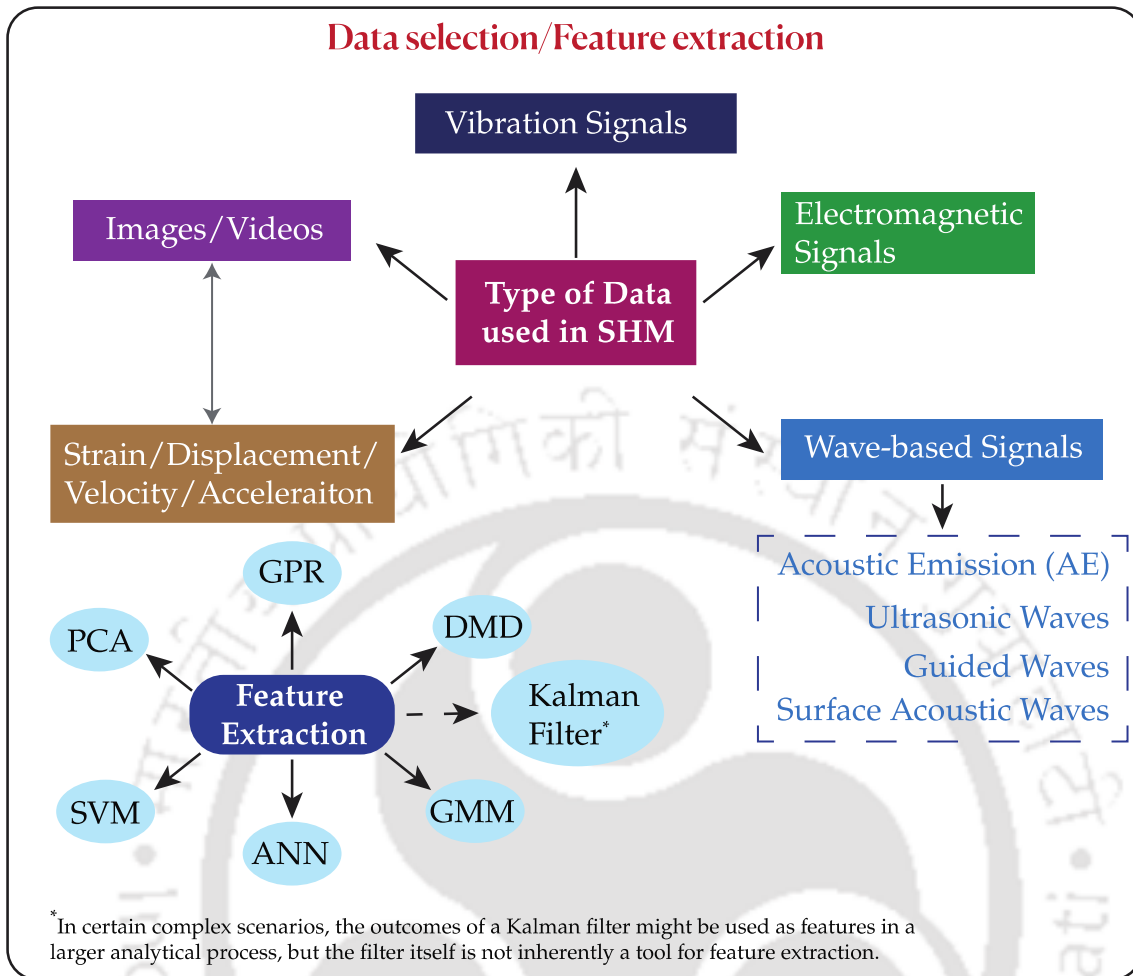 Data selection/Feature extraction
Vibration Signals
Images/Videos
Electromagnetic
Signals
Type of Data
used in SHM
Strain/Displacement/
Velocity/Acceleraiton
Wave-based Signals
Acoustic Emission (AE)
Ultrasonic Waves
Guided Waves
Surface Acoustic Waves
GPR
PCA
DMD
Feature
Extraction
Kalman
Filter*
SVM
GMM
ANN
*In certain complex scenarios, the outcomes of a Kalman filter might be used as features in a
larger analytical process, but the filter itself is not inherently a tool for feature extraction.